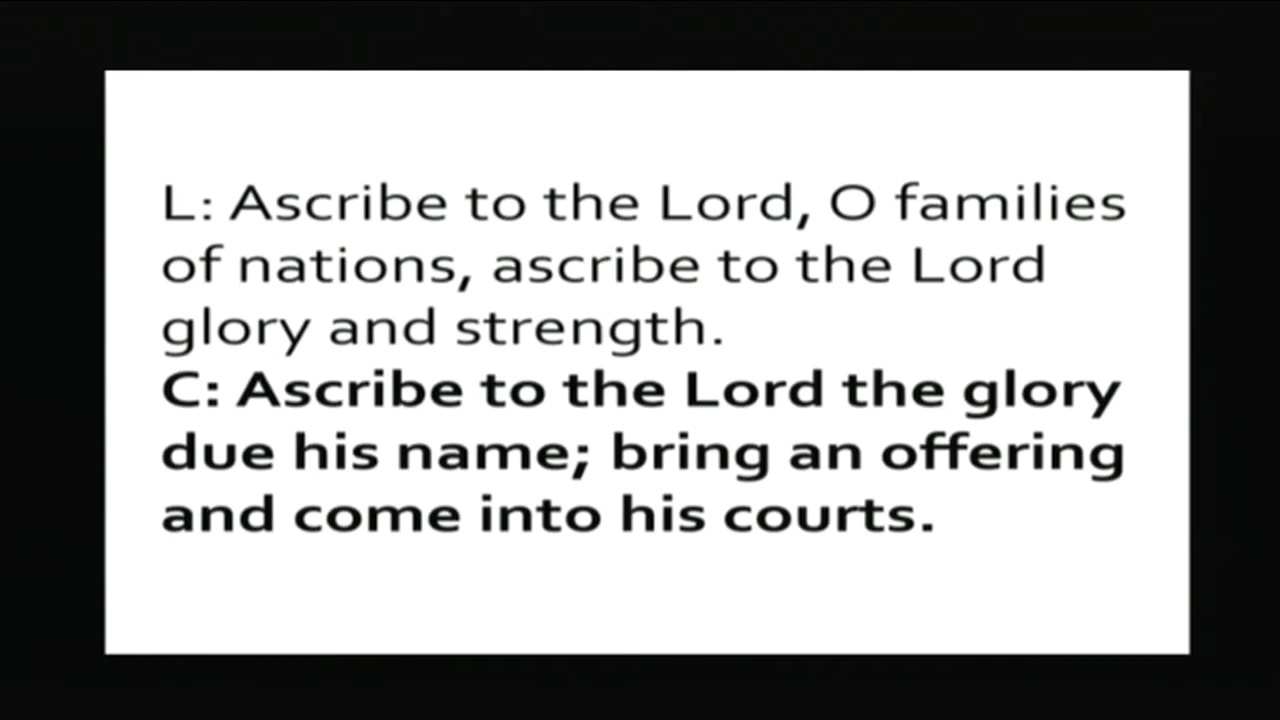 L: Ascribe to the Lord, O families
of nations, ascribe to the Lord
glory and strength.
C: Ascribe to the Lord the glory
due his name; bring an offering
and come into his courts.